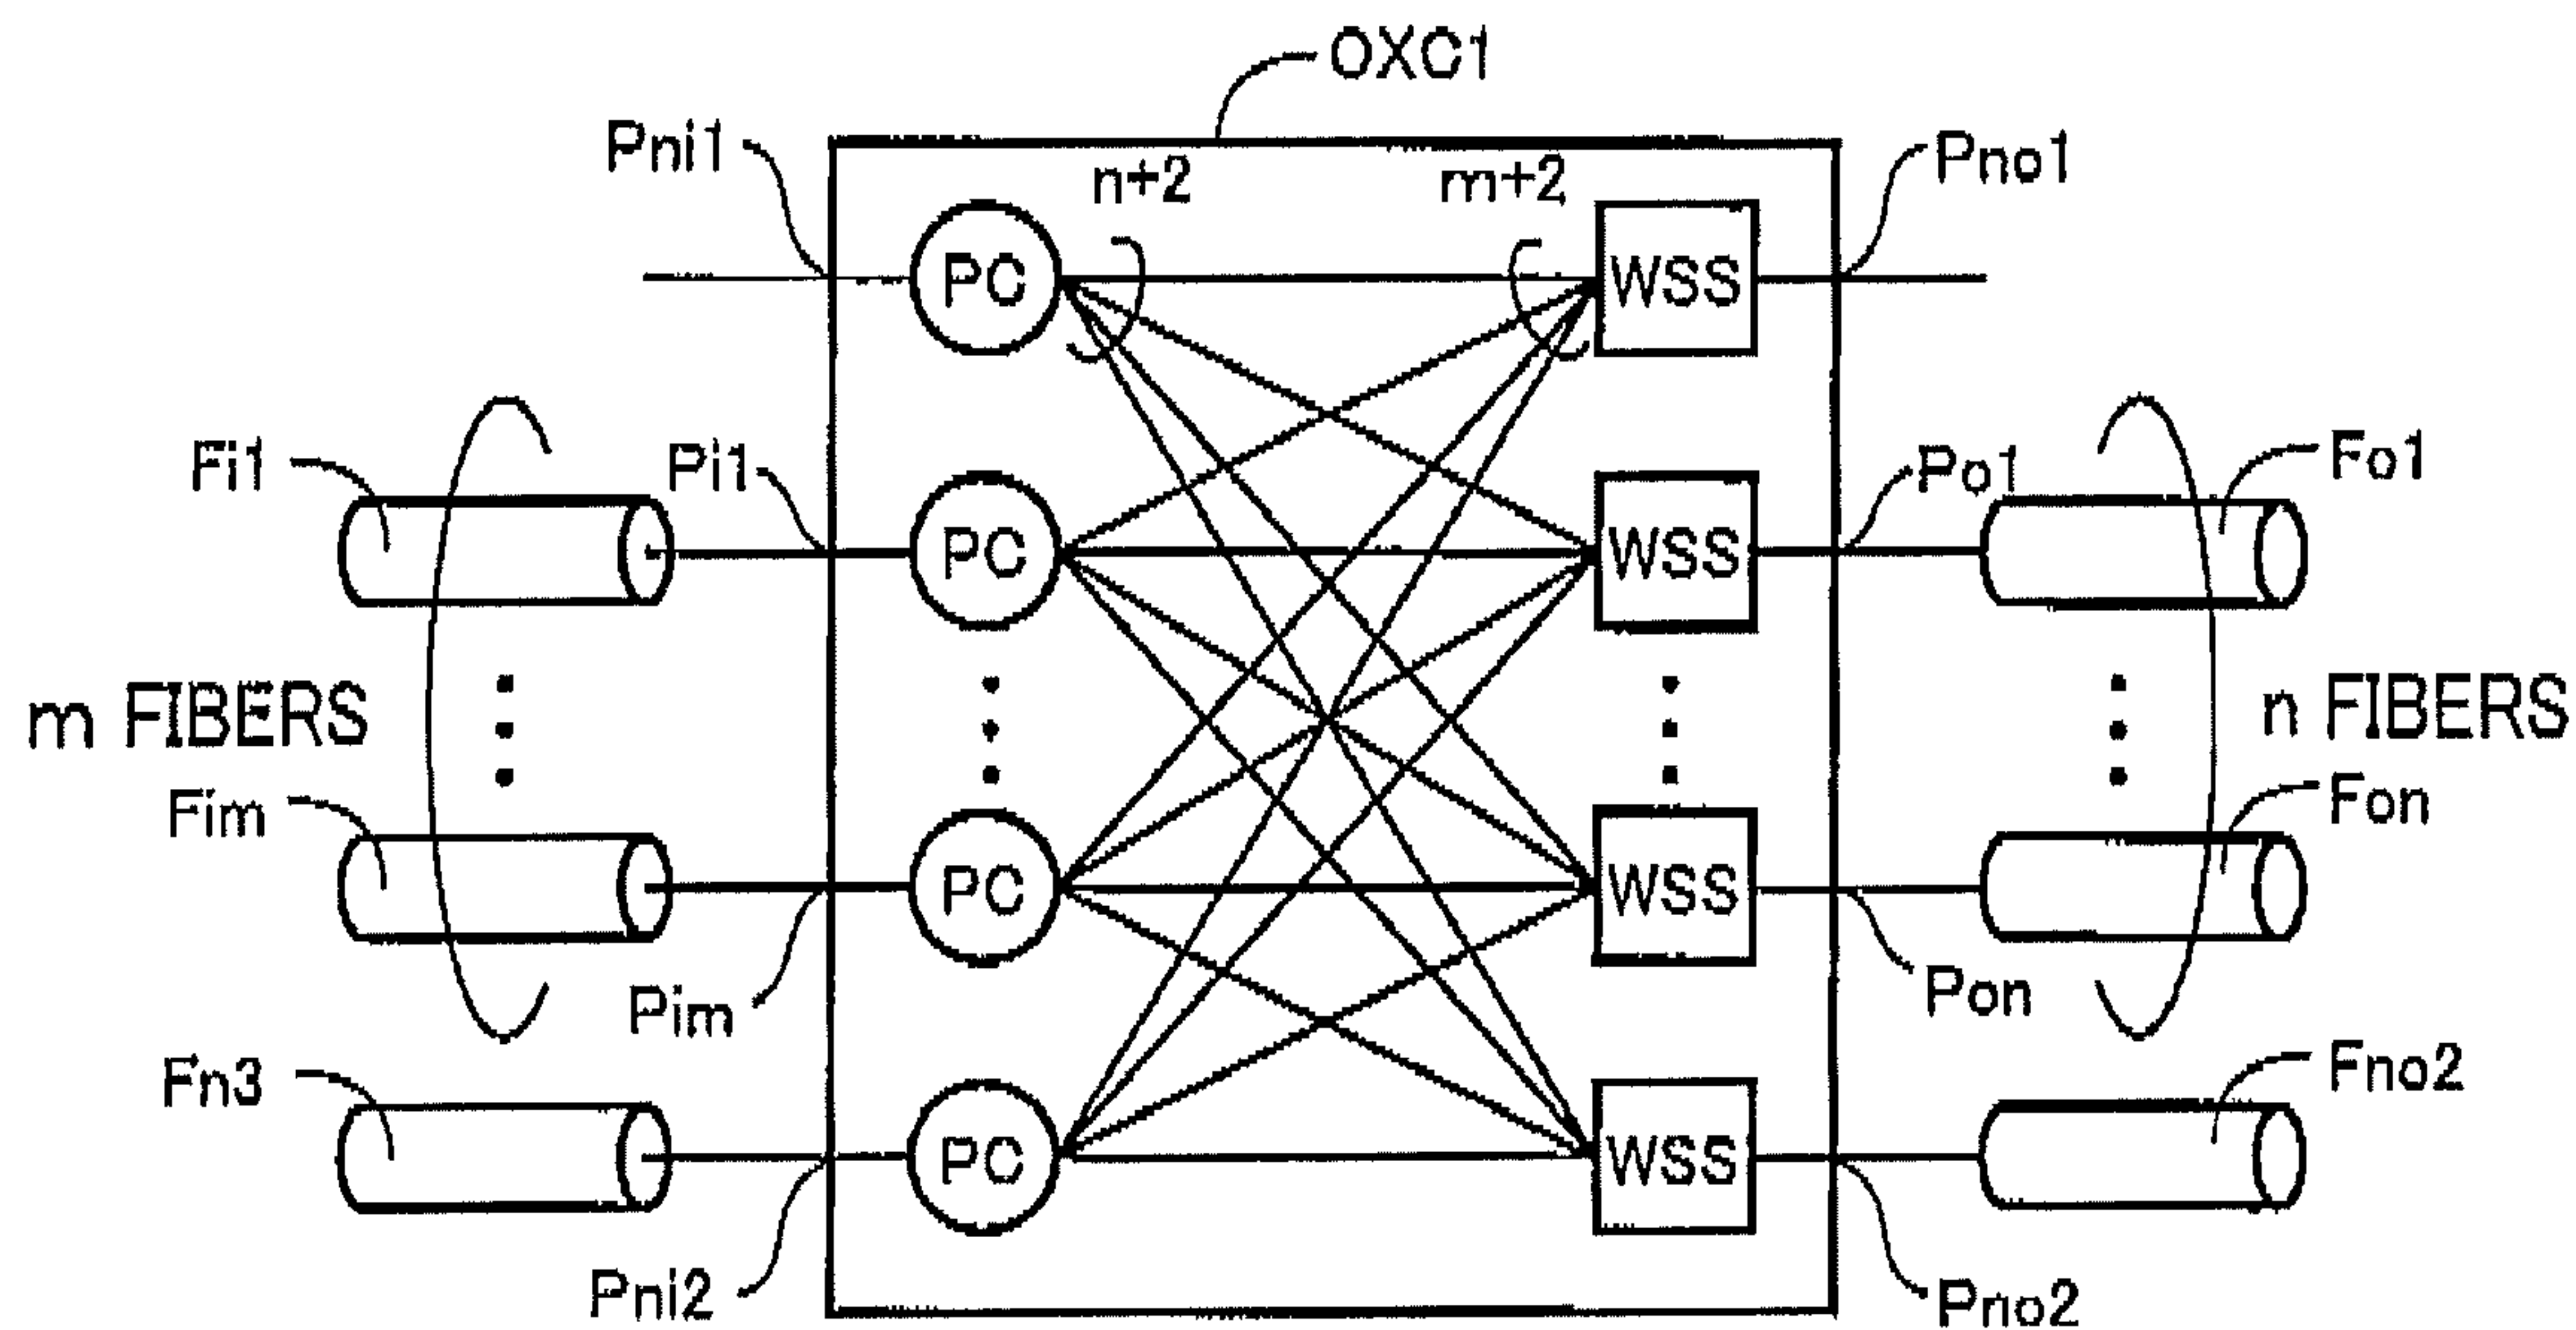 OXC1
Pni1
n+2
m+2
Pno1
PC
WSS
Fi1
Pi1
PC
WSS
Po1
Fo1
m FIBERS
n FIBERS
Fim
PC
WSS
Fon
Pim
Pon
Fn3
PC
WSS
Fno2
Pni2
Pno2